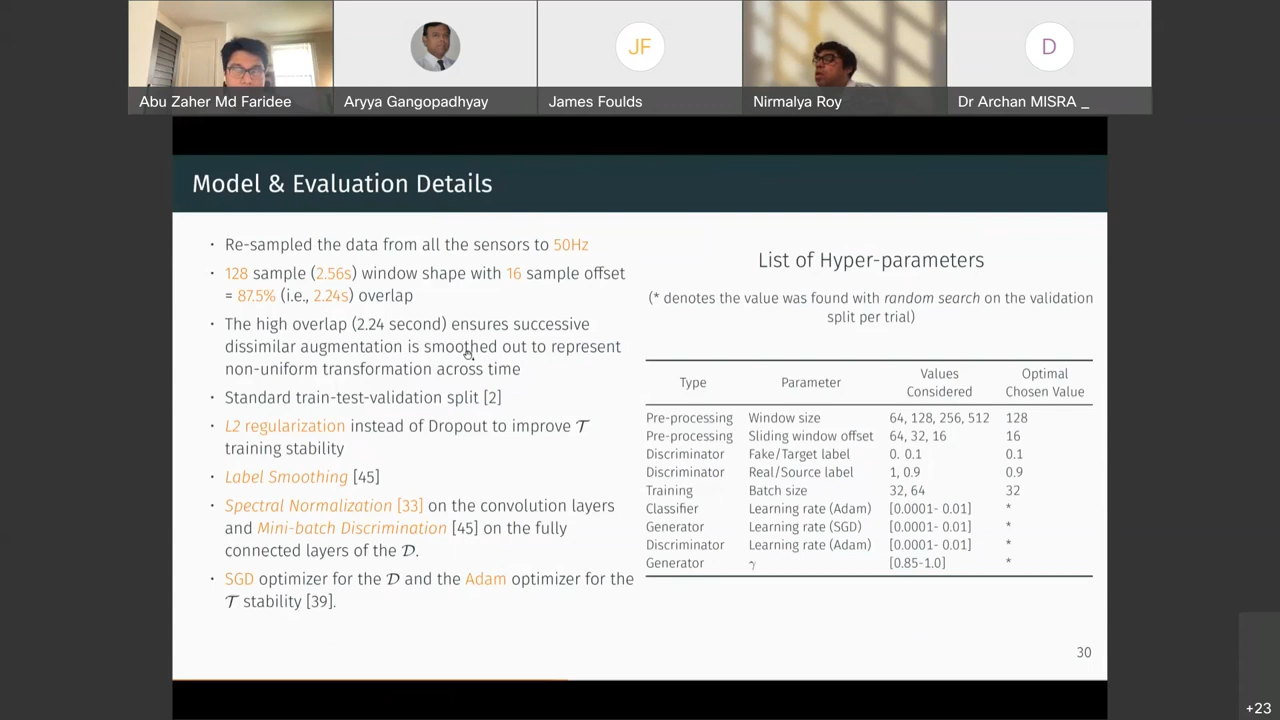 JF
D
Abu Zaher Md Faridee
Aryya Gangopadhyay
James Foulds
Nirmalya Roy
Dr Archan MISRA _
Model & Evaluation Details
· Re-sampled the data from all the sensors to 50Hz
· 128 sample (2.56s) window shape with 16 sample offset
= 87.5% (i.e., 2.24s) overlap
· The high overlap (2.24 second) ensures successive
dissimilar augmentation is smoothed out to represent
non-uniform transformation across time
· Standard train-test-validation split [2]
· L2 regularization instead of Dropout to improve 𝒯
training stability
· Label Smoothing [45]
· Spectral Normalization [33] on the convolution layers
and Mini-batch Discrimination [45] on the fully
connected layers of the 𝒟.
· SGD optimizer for the 𝒟 and the Adam optimizer for the
𝒯 stability [39].
List of Hyper-parameters
(* denotes the value was found with random search on the validation
split per trial)
Type Parameter Values Considered Optimal Chosen Value
Pre-processing Window size 64, 128, 256, 512 128
Pre-processing Sliding window offset 64, 32, 16 16
Discriminator Fake/Target label 0. 0.1 0.1
Discriminator Real/Source label 1, 0.9 0.9
Training Batch size 32, 64 32
Classifier Learning rate (Adam) [0.0001- 0.01] *
Generator Learning rate (SGD) [0.0001- 0.01] *
Discriminator Learning rate (Adam) [0.0001- 0.01] *
Generator γ [0.85-1.0] *
30
+23